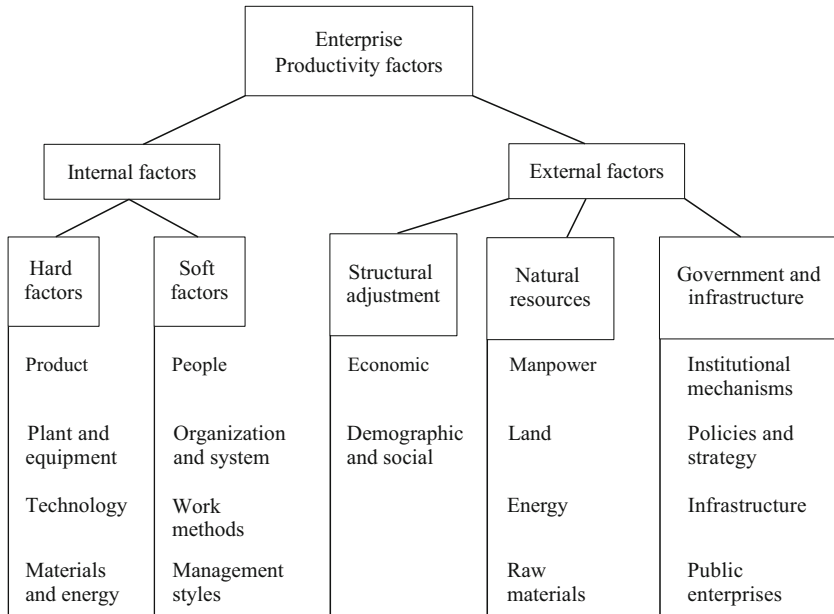 Enterprise
Productivity factors
Internal factors
External factors
Hard
factors
Soft
factors
Structural
adjustment
Natural
resources
Government and
infrastructure
Product
Plant and
equipment
Technology
Materials
and energy
People
Organization
and system
Work
methods
Management
styles
Economic
Demographic
and social
Manpower
Land
Energy
Raw
materials
Institutional
mechanisms
Policies and
strategy
Infrastructure
Public
enterprises